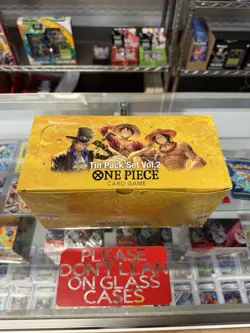 Tin Pack Set Vol.2
ONE PIECE
CARD GAME
PLEASE
DON'T LEAN
ON GLASS
CASES